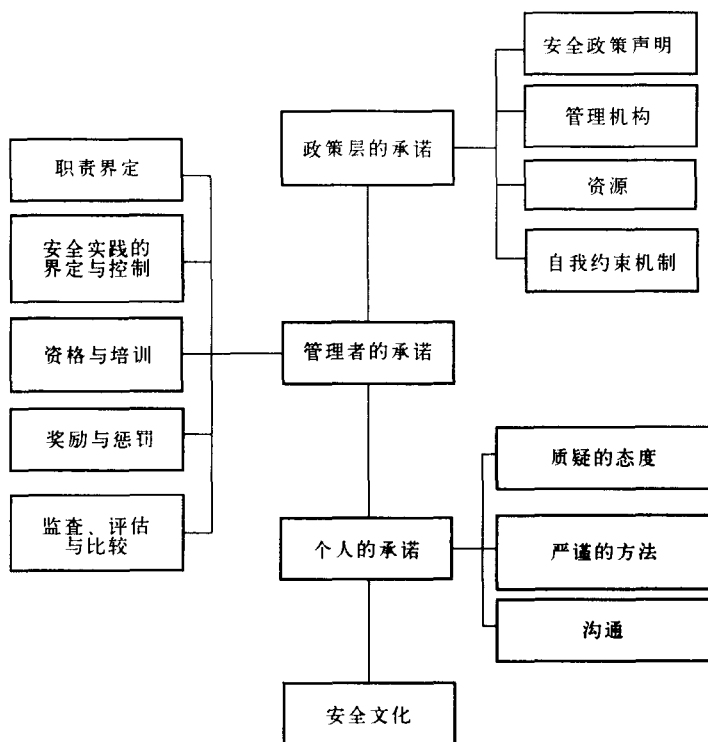 安全政策声明
管理机构
资源
自我约束机制
政策层的承诺
职责界定
安全实践的
界定与控制
资格与培训
奖励与惩罚
监查、评估
与比较
管理者的承诺
质疑的态度
严谨的方法
沟通
个人的承诺
安全文化